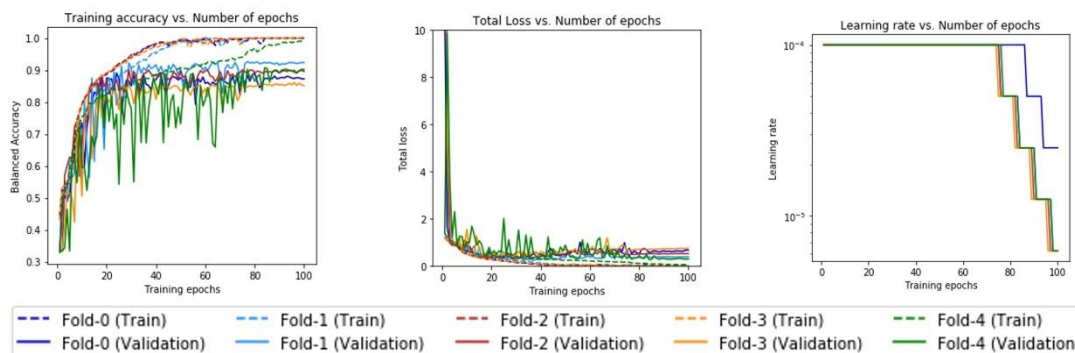 Training accuracy vs. Number of epochs
Balanced Accuracy
1.0
0.9
0.8
0.7
0.6
0.5
0.4
0.3
0 20 40 60 80 100
Training epochs
Total Loss vs. Number of epochs
Total loss
10
8
6
4
2
0
0 20 40 60 80 100
Training epochs
Learning rate vs. Number of epochs
Learning rate
10⁻⁴
10⁻⁵
0 20 40 60 80 100
Training epochs
Fold-0 (Train) Fold-1 (Train) Fold-2 (Train) Fold-3 (Train) Fold-4 (Train)
Fold-0 (Validation) Fold-1 (Validation) Fold-2 (Validation) Fold-3 (Validation) Fold-4 (Validation)